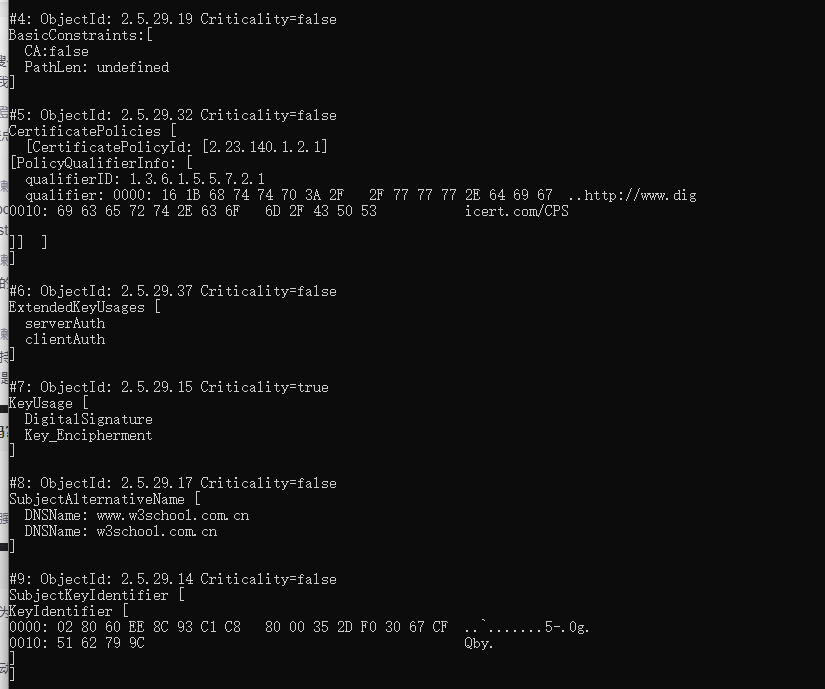 #4: ObjectId: 2.5.29.19 Criticality=false
BasicConstraints:[
  CA:false
  PathLen: undefined
]

#5: ObjectId: 2.5.29.32 Criticality=false
CertificatePolicies [
  [CertificatePolicyId: [2.23.140.1.2.1]
[PolicyQualifierInfo: [
  qualifierID: 1.3.6.1.5.5.7.2.1
  qualifier: 0000: 16 1B 68 74 74 70 3A 2F   2F 77 77 77 2E 64 69 67  ..http://www.dig
0010: 69 63 65 72 74 2E 63 6F   6D 2F 43 50 53            icert.com/CPS

]]  ]
]

#6: ObjectId: 2.5.29.37 Criticality=false
ExtendedKeyUsages [
  serverAuth
  clientAuth
]

#7: ObjectId: 2.5.29.15 Criticality=true
KeyUsage [
  DigitalSignature
  Key_Encipherment
]

#8: ObjectId: 2.5.29.17 Criticality=false
SubjectAlternativeName [
  DNSName: www.w3school.com.cn
  DNSName: w3school.com.cn
]

#9: ObjectId: 2.5.29.14 Criticality=false
SubjectKeyIdentifier [
KeyIdentifier [
0000: 02 80 60 EE 8C 93 C1 C8   80 00 35 2D F0 30 67 CF  ..`.......5-.0g.
0010: 51 62 79 9C                                        Qby.
]
]